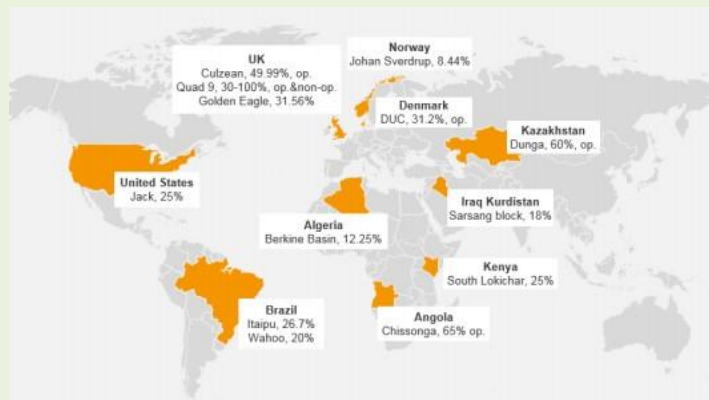 UK
Culzean, 49.99%, op.
Quad 9, 30-100%, op.&non-op.
Golden Eagle, 31.56%
Norway
Johan Sverdrup, 8.44%
Denmark
DUC, 31.2%, op.
Kazakhstan
Dunga, 60%, op.
United States
Jack, 25%
Iraq Kurdistan
Sarsang block, 18%
Algeria
Berkine Basin, 12.25%
Kenya
South Lokichar, 25%
Brazil
Itaipu, 26.7%
Wahoo, 20%
Angola
Chissonga, 65% op.